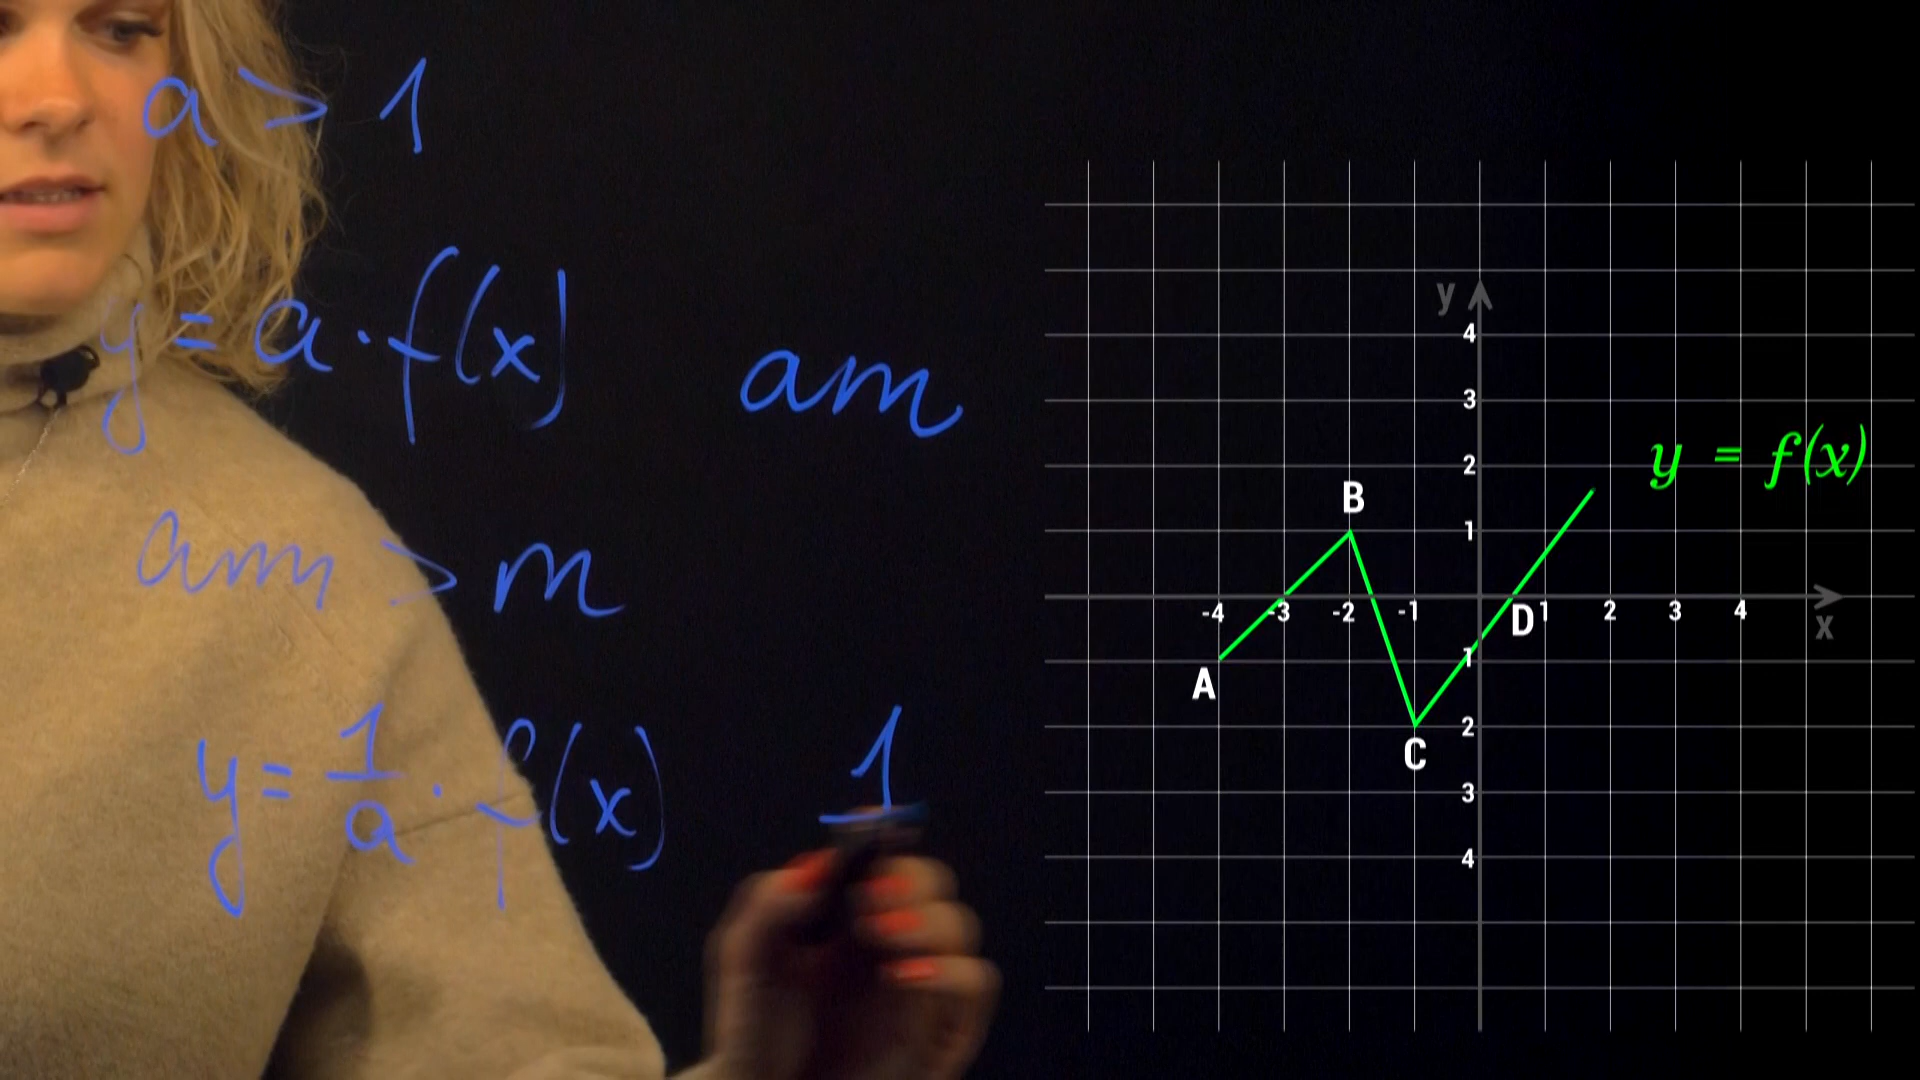 a > 1
y = a · f(x)
am
am > m
y = 1/a · f(x)
1
y
4
3
2
1
y = f(x)
B
-4 -3 -2 -1 1 2 3 4
D
x
A
1
2
C
3
4